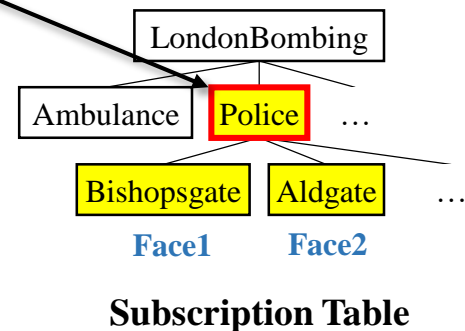 LondonBombing
Ambulance Police …
Bishopsgate Aldgate …
Face1 Face2
Subscription Table